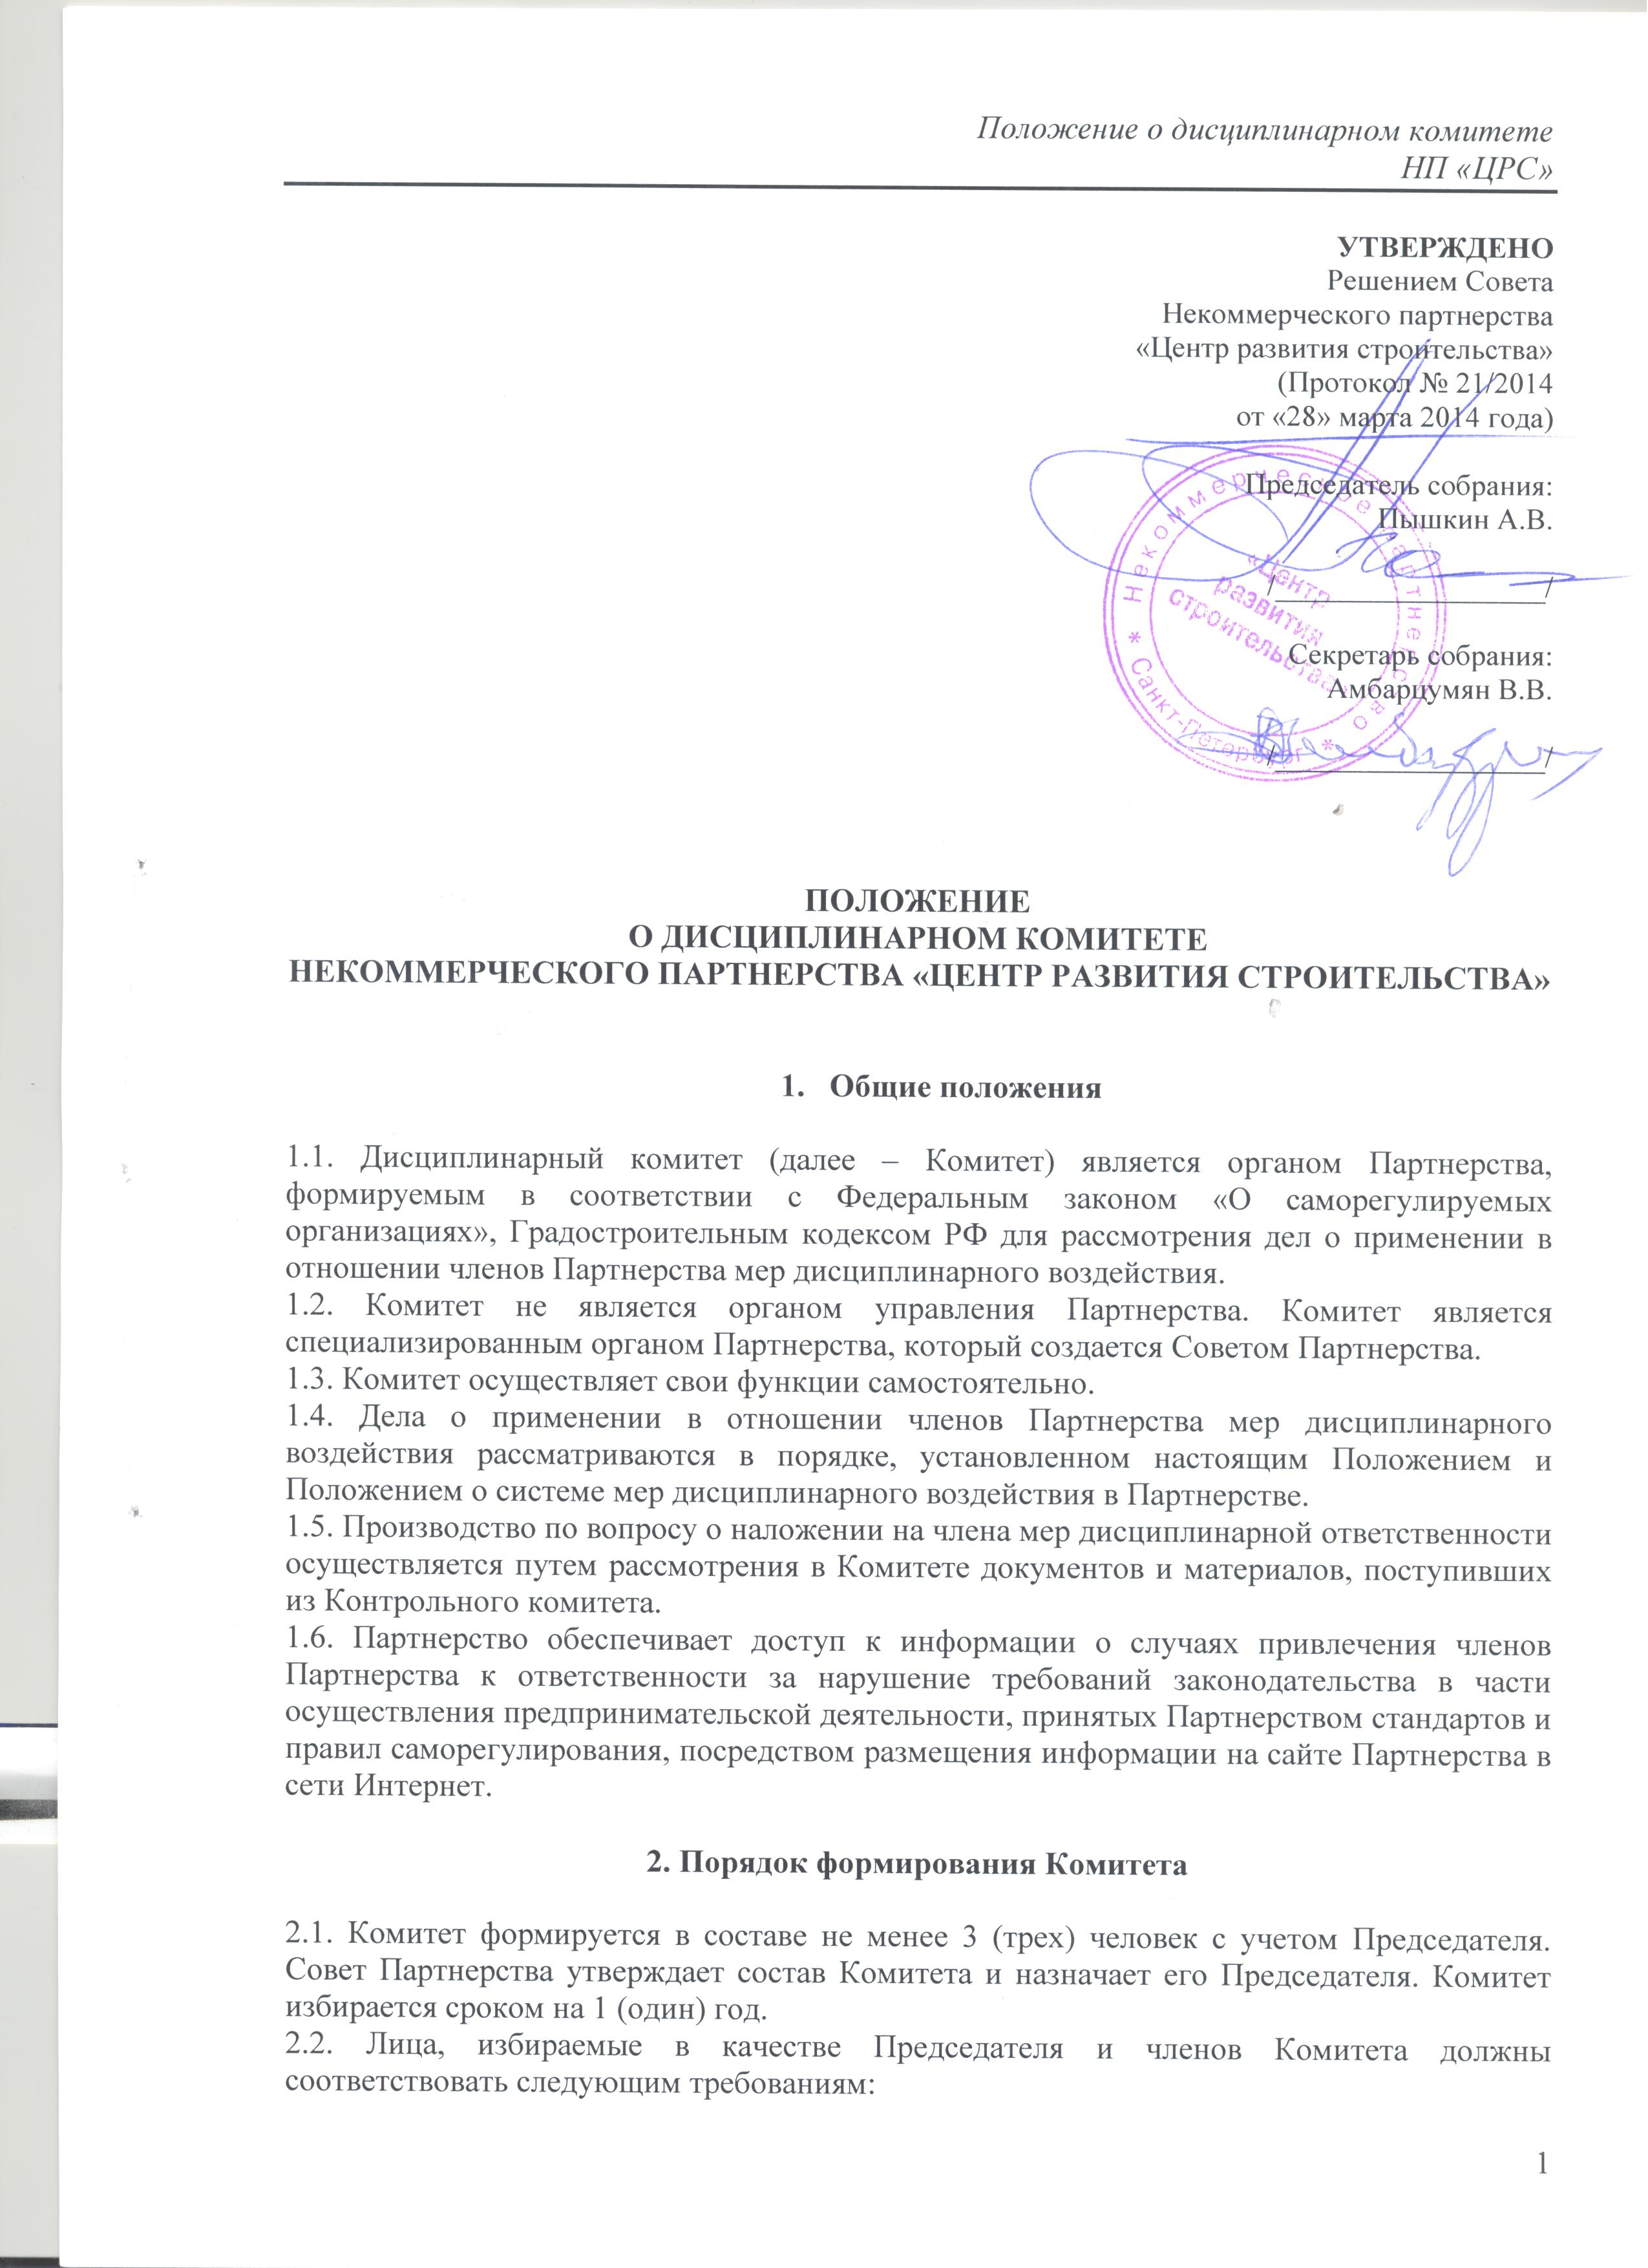 Положение о дисциплинарном комитете
НП «ЦРС»
УТВЕРЖДЕНО
Решением Совета
Некоммерческого партнерства
«Центр развития строительства»
(Протокол № 21/2014
от «28» марта 2014 года)
Председатель собрания:
Пышкин А.В.
/ /
Секретарь собрания:
Амбарцумян В.В.
/ /
* Некоммерческое партнерство * Санкт-Петербург
«Центр
развития
строительства»
ПОЛОЖЕНИЕ
О ДИСЦИПЛИНАРНОМ КОМИТЕТЕ
НЕКОММЕРЧЕСКОГО ПАРТНЕРСТВА «ЦЕНТР РАЗВИТИЯ СТРОИТЕЛЬСТВА»
1. Общие положения
1.1. Дисциплинарный комитет (далее – Комитет) является органом Партнерства,
формируемым в соответствии с Федеральным законом «О саморегулируемых
организациях», Градостроительным кодексом РФ для рассмотрения дел о применении в
отношении членов Партнерства мер дисциплинарного воздействия.
1.2. Комитет не является органом управления Партнерства. Комитет является
специализированным органом Партнерства, который создается Советом Партнерства.
1.3. Комитет осуществляет свои функции самостоятельно.
1.4. Дела о применении в отношении членов Партнерства мер дисциплинарного
воздействия рассматриваются в порядке, установленном настоящим Положением и
Положением о системе мер дисциплинарного воздействия в Партнерстве.
1.5. Производство по вопросу о наложении на члена мер дисциплинарной ответственности
осуществляется путем рассмотрения в Комитете документов и материалов, поступивших
из Контрольного комитета.
1.6. Партнерство обеспечивает доступ к информации о случаях привлечения членов
Партнерства к ответственности за нарушение требований законодательства в части
осуществления предпринимательской деятельности, принятых Партнерством стандартов и
правил саморегулирования, посредством размещения информации на сайте Партнерства в
сети Интернет.
2. Порядок формирования Комитета
2.1. Комитет формируется в составе не менее 3 (трех) человек с учетом Председателя.
Совет Партнерства утверждает состав Комитета и назначает его Председателя. Комитет
избирается сроком на 1 (один) год.
2.2. Лица, избираемые в качестве Председателя и членов Комитета должны
соответствовать следующим требованиям:
1